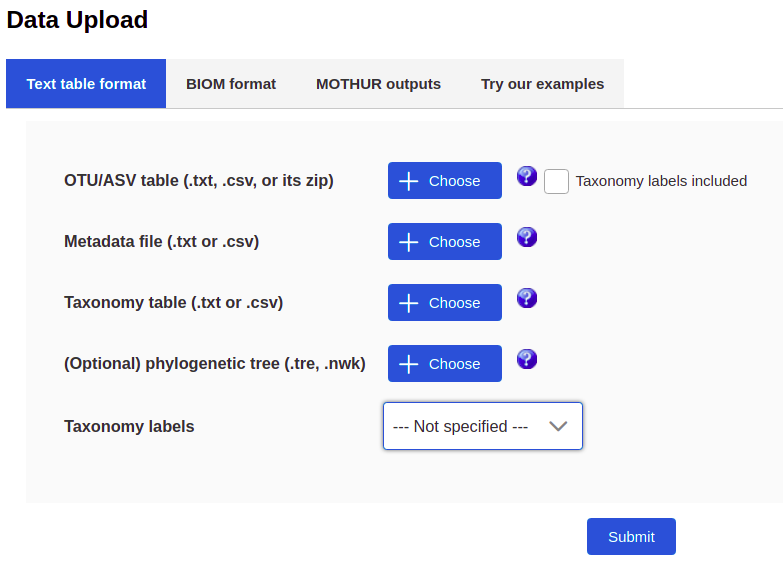 Data Upload
Text table format BIOM format MOTHUR outputs Try our examples
OTU/ASV table (.txt, .csv, or its zip) Choose ? Taxonomy labels included
Metadata file (.txt or .csv) Choose ?
Taxonomy table (.txt or .csv) Choose ?
(Optional) phylogenetic tree (.tre, .nwk) Choose ?
Taxonomy labels --- Not specified ---
Submit